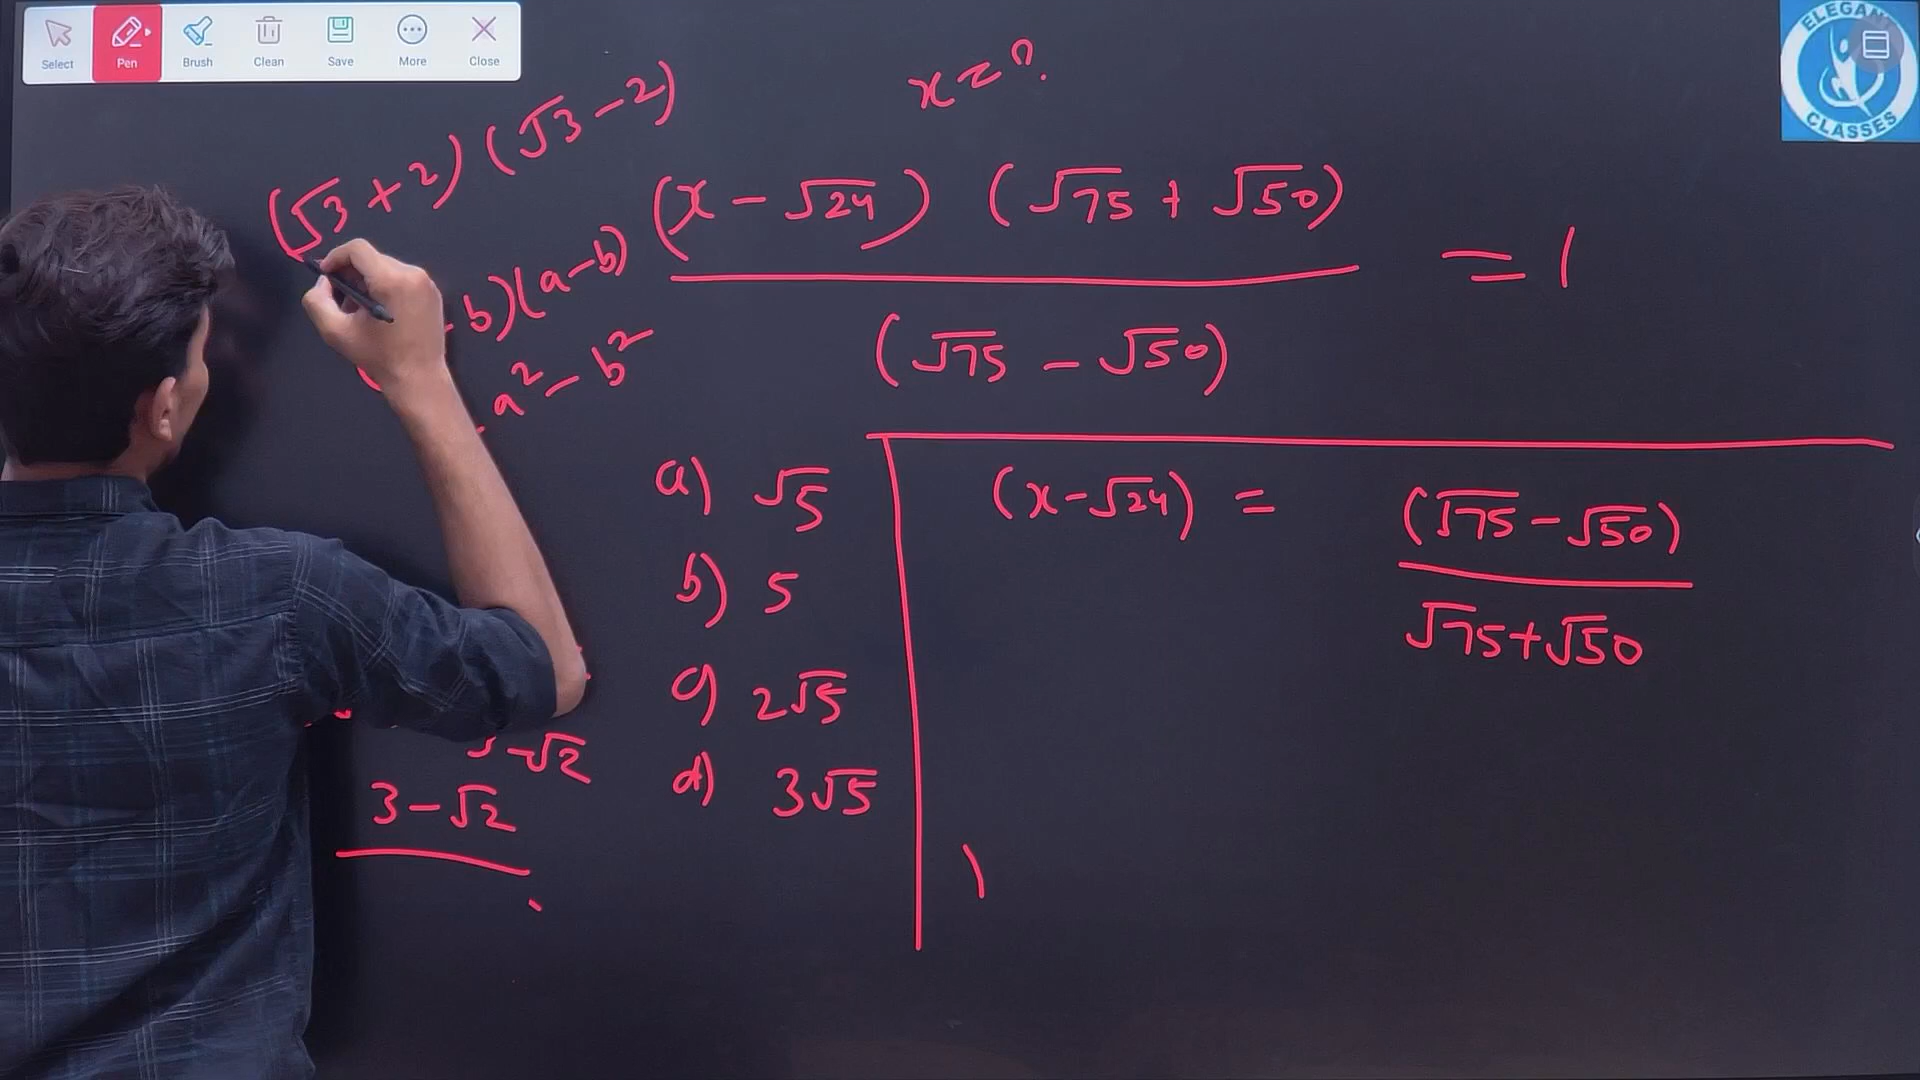 Select Pen Brush Clean Save More Close
ELEGANT CLASSES
x = ?
(√3 + 2) (√3 - 2)
(x - √24) (√75 + √50)
(√75 - √50)
= 1
b)(a-b)
a² - b²
a) √5
b) 5
c) 2√5
d) 3√5
(x - √24) = (√75 - √50)
√75 + √50
-√2
3 - √2